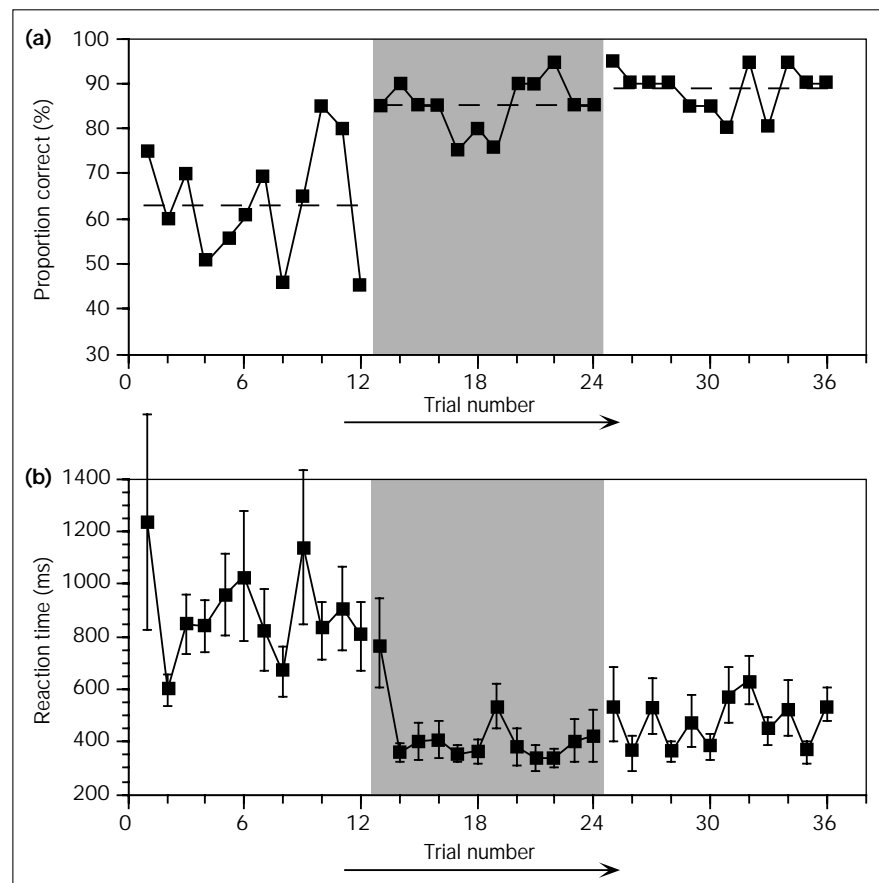 (a)
Proportion correct (%)
100
90
80
70
60
50
40
30
0 6 12 18 24 30 36
Trial number
(b)
Reaction time (ms)
1400
1200
1000
800
600
400
200
0 6 12 18 24 30 36
Trial number